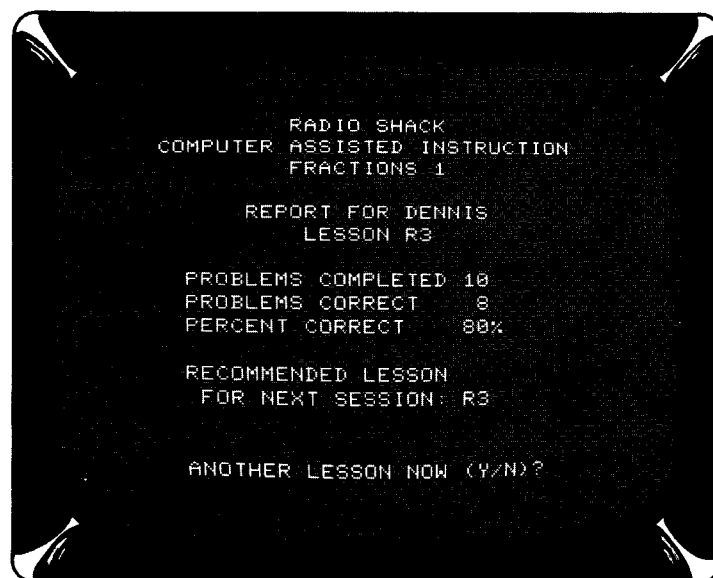 RADIO SHACK
COMPUTER ASSISTED INSTRUCTION
FRACTIONS 1
REPORT FOR DENNIS
LESSON R3
PROBLEMS COMPLETED 10
PROBLEMS CORRECT 8
PERCENT CORRECT 80%
RECOMMENDED LESSON
FOR NEXT SESSION: R3
ANOTHER LESSON NOW (Y/N)?